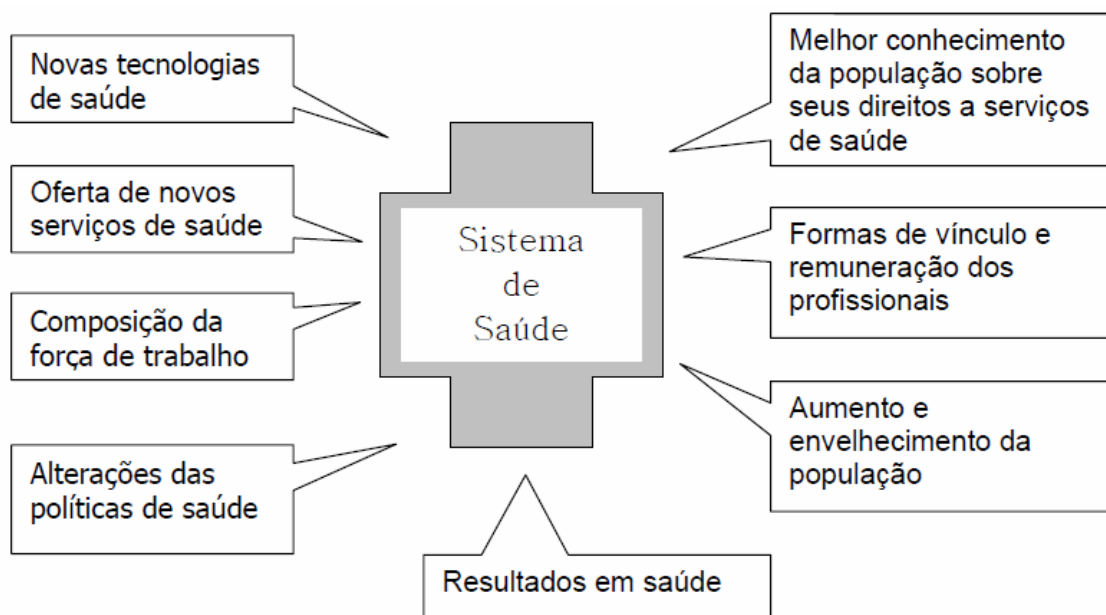 Novas tecnologias
de saúde
Oferta de novos
serviços de saúde
Composição da
força de trabalho
Alterações das
políticas de saúde
Sistema
de
Saúde
Melhor conhecimento
da população sobre
seus direitos a serviços
de saúde
Formas de vínculo e
remuneração dos
profissionais
Aumento e
envelhecimento da
população
Resultados em saúde